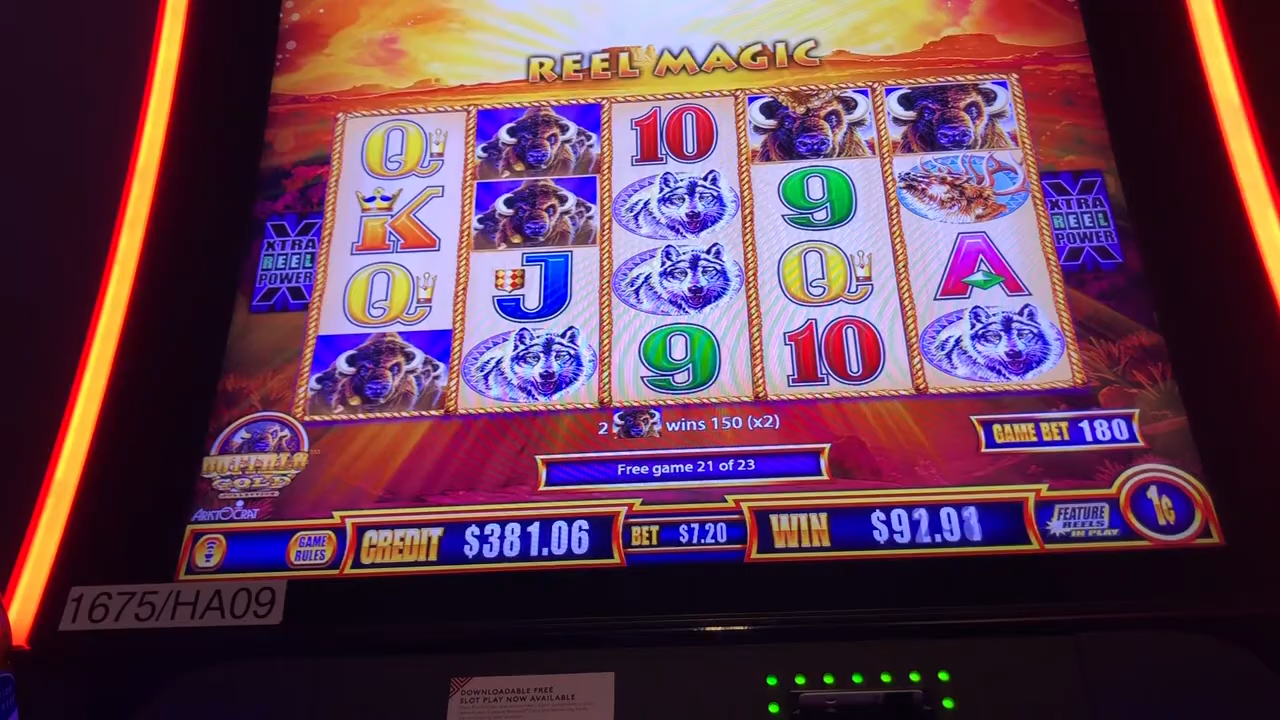 REEL MAGIC
Q 10
K 9
Q J Q A
9 10
XTRA REEL POWER
XTRA REEL POWER
2 wins 150 (x2)
GAME BET 180
Free game 21 of 23
BUFFALO
GOLD
COLLECTION
ARISTOCRAT
GAME RULES
CREDIT $381.06
BET $7.20
WIN $92.93
FEATURE
REELS
IN PLAY
1¢
1675/HA09
DOWNLOADABLE FREE
SLOT PLAY NOW AVAILABLE